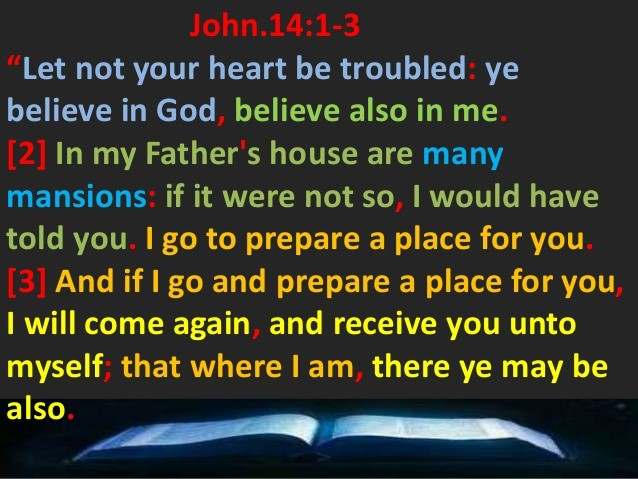 John.14:1-3
“Let not your heart be troubled: ye
believe in God, believe also in me.
[2] In my Father's house are many
mansions: if it were not so, I would have
told you. I go to prepare a place for you.
[3] And if I go and prepare a place for you,
I will come again, and receive you unto
myself; that where I am, there ye may be
also.